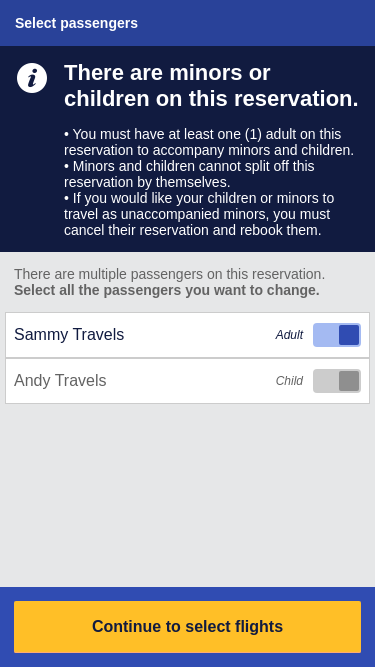 Select passengers
There are minors or
children on this reservation.
• You must have at least one (1) adult on this
reservation to accompany minors and children.
• Minors and children cannot split off this
reservation by themselves.
• If you would like your children or minors to
travel as unaccompanied minors, you must
cancel their reservation and rebook them.
There are multiple passengers on this reservation.
Select all the passengers you want to change.
Sammy Travels Adult
Andy Travels Child
Continue to select flights